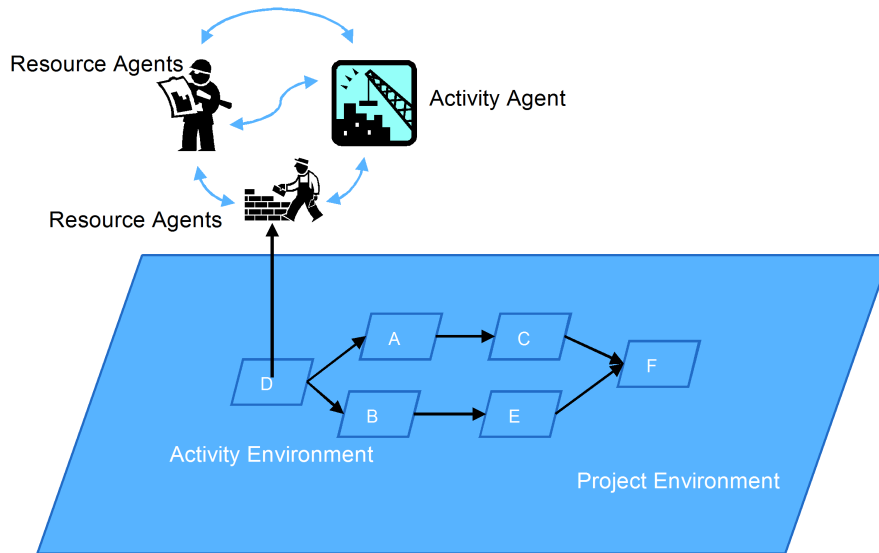 Resource Agents
Activity Agent
Resource Agents
A
C
F
D
B
E
Activity Environment
Project Environment